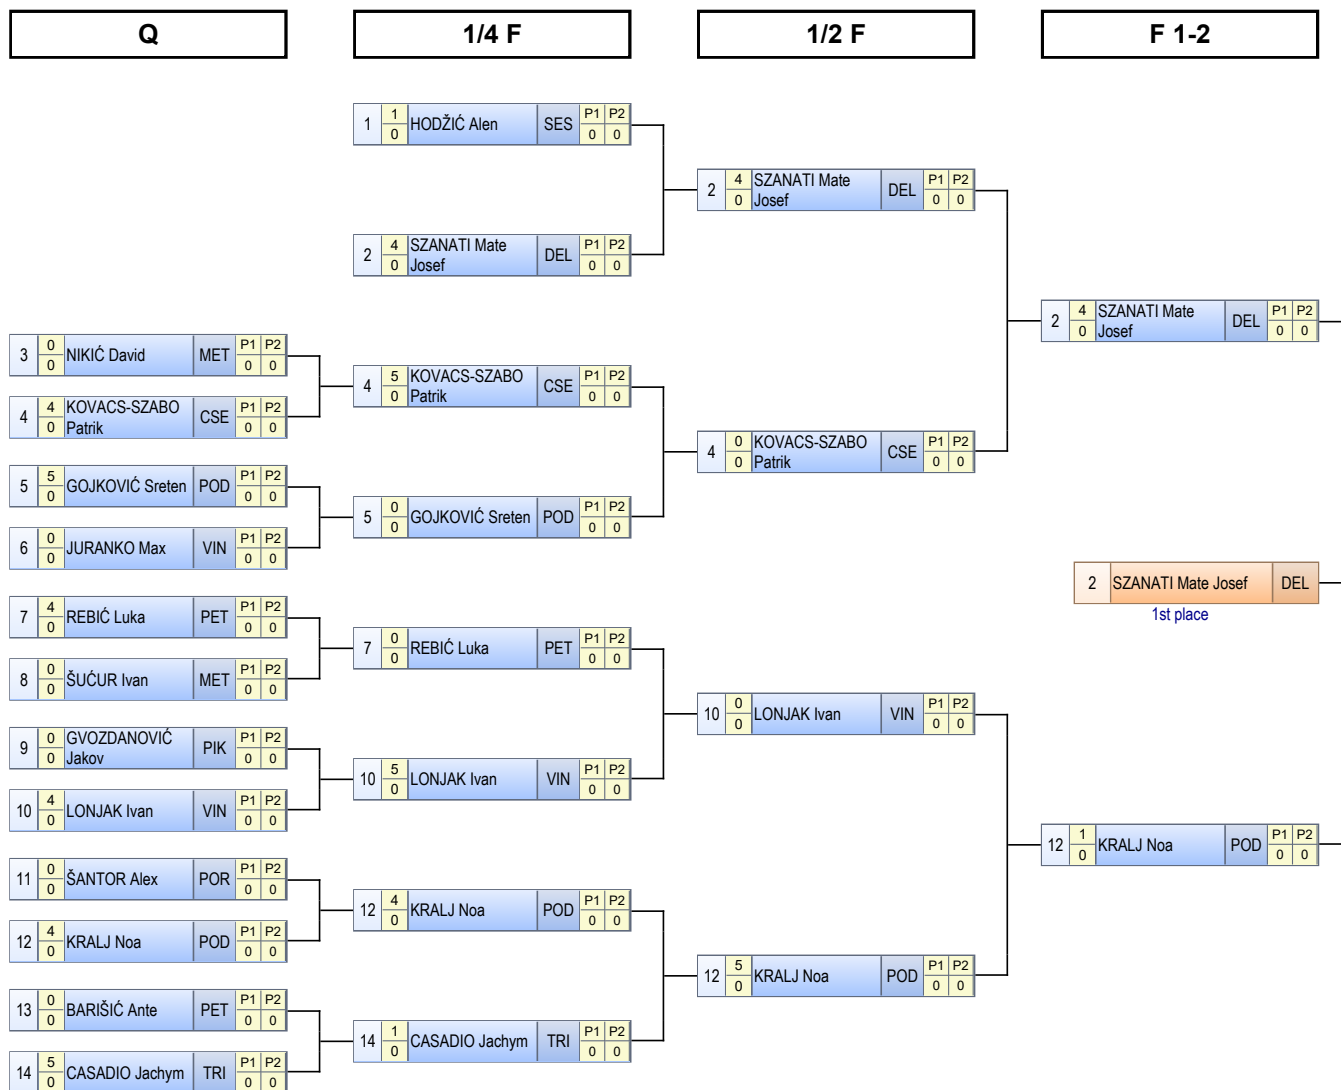 Q
1/4 F
1/2 F
F 1-2
1 1 HODŽIĆ Alen SES P1 P2
0 0 0
2 4 SZANATI Mate Josef DEL P1 P2
0 0 0
2 4 SZANATI Mate Josef DEL P1 P2
0 0 0
2 4 SZANATI Mate Josef DEL P1 P2
0 0 0
3 0 NIKIĆ David MET P1 P2
0 0 0
4 5 KOVACS-SZABO Patrik CSE P1 P2
0 0 0
4 4 KOVACS-SZABO Patrik CSE P1 P2
0 0 0
4 0 KOVACS-SZABO Patrik CSE P1 P2
0 0 0
5 5 GOJKOVIĆ Sreten POD P1 P2
0 0 0
5 0 GOJKOVIĆ Sreten POD P1 P2
0 0 0
6 0 JURANKO Max VIN P1 P2
0 0 0
2 SZANATI Mate Josef DEL
1st place
7 4 REBIĆ Luka PET P1 P2
0 0 0
7 0 REBIĆ Luka PET P1 P2
0 0 0
8 0 ŠUĆUR Ivan MET P1 P2
0 0 0
10 0 LONJAK Ivan VIN P1 P2
0 0 0
9 0 GVOZDANOVIĆ Jakov PIK P1 P2
0 0 0
10 5 LONJAK Ivan VIN P1 P2
0 0 0
10 4 LONJAK Ivan VIN P1 P2
0 0 0
12 1 KRALJ Noa POD P1 P2
0 0 0
11 0 ŠANTOR Alex POR P1 P2
0 0 0
12 4 KRALJ Noa POD P1 P2
0 0 0
12 4 KRALJ Noa POD P1 P2
0 0 0
12 5 KRALJ Noa POD P1 P2
0 0 0
13 0 BARIŠIĆ Ante PET P1 P2
0 0 0
14 1 CASADIO Jachym TRI P1 P2
0 0 0
14 5 CASADIO Jachym TRI P1 P2
0 0 0